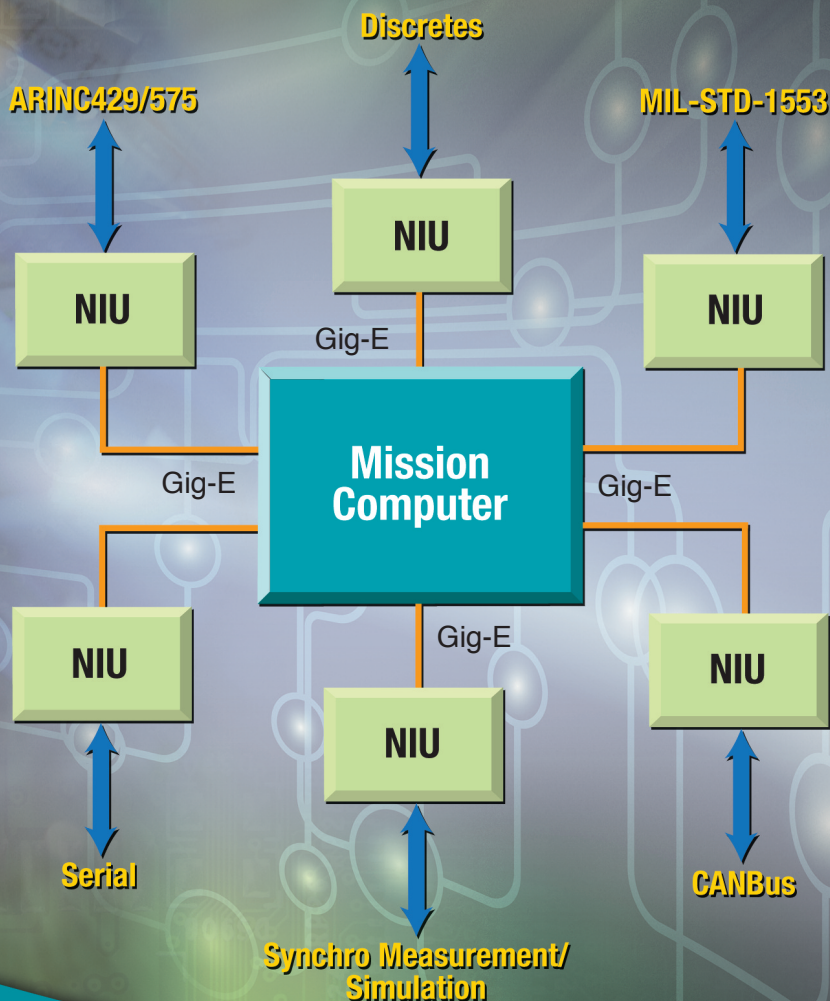 Discretes
ARINC429/575
MIL-STD-1553
NIU
NIU
NIU
Gig-E
Mission
Computer
Gig-E
Gig-E
Gig-E
NIU
NIU
NIU
Serial
CANBus
Synchro Measurement/
Simulation